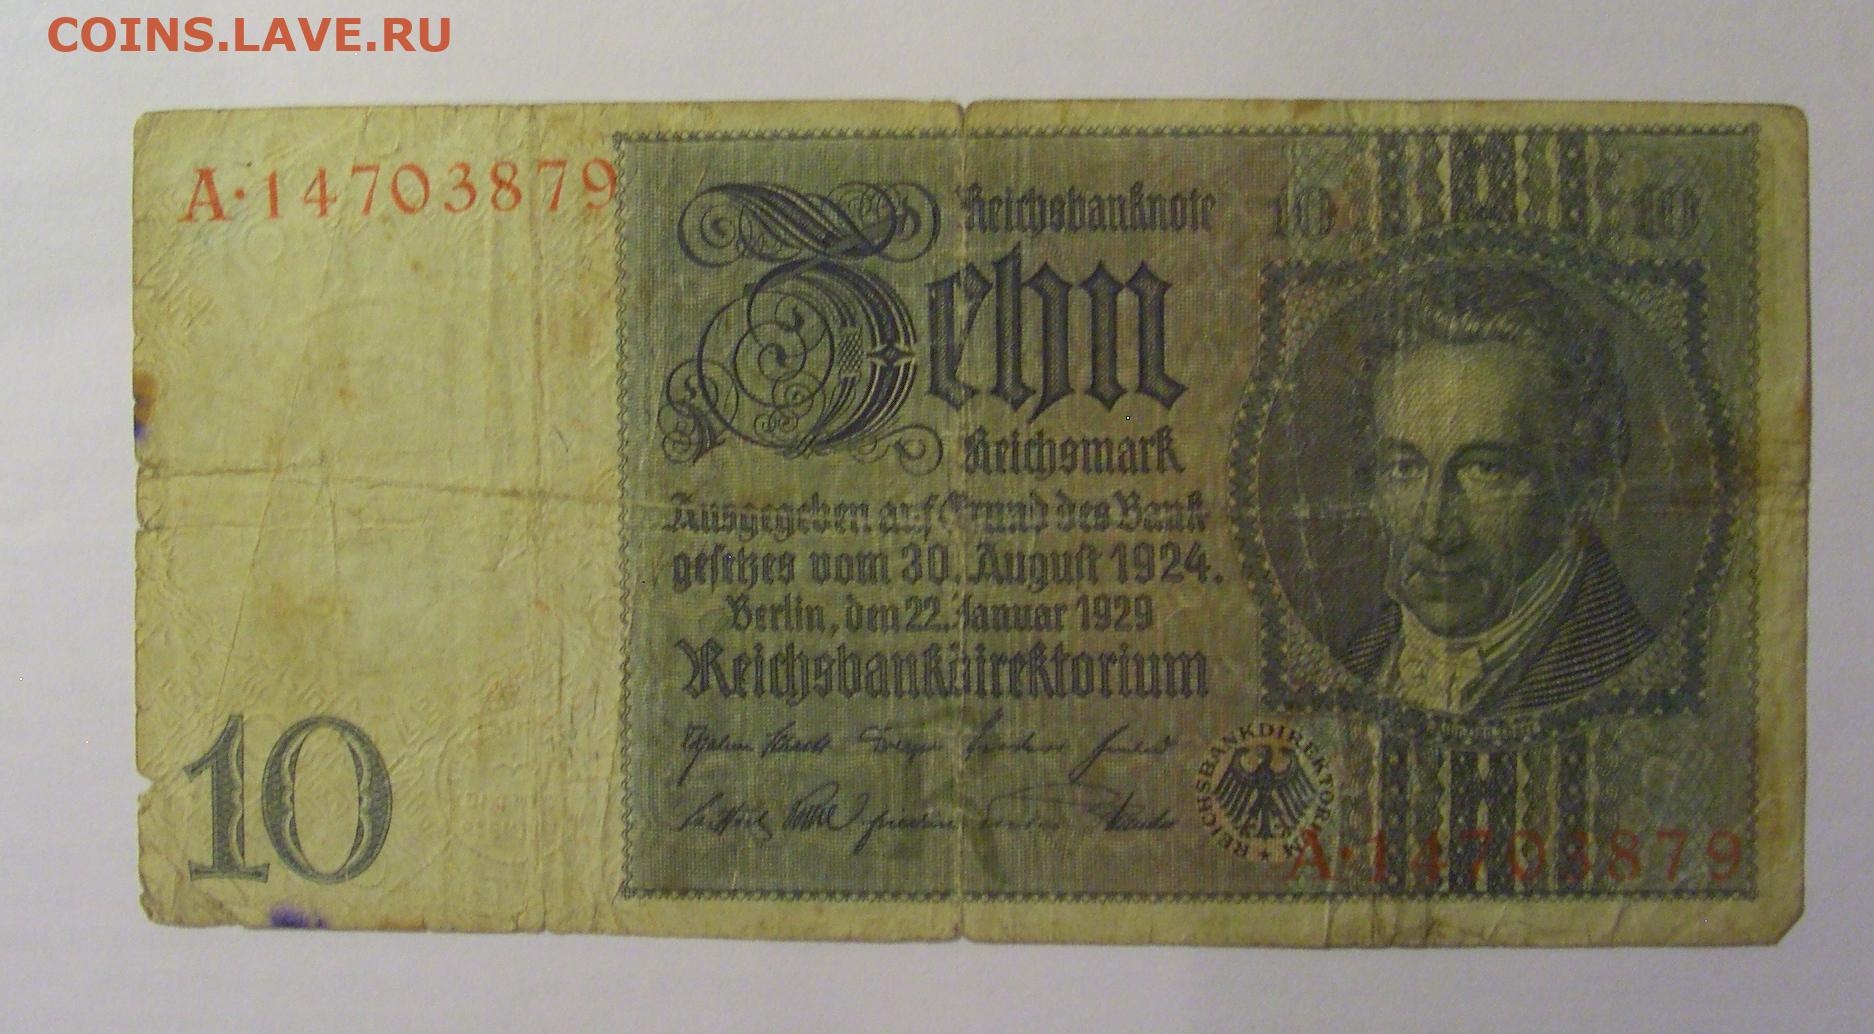 COINS.LAVE.RU
A·14703879
Reichsbanknote
10 10
Zehn
Reichsmark
Ausgegeben auf Grund des Bank-
gesetzes vom 30. August 1924.
Berlin, den 22. Januar 1929
Reichsbankdirektorium
REICHSBANKDIREKTORIUM
10
A·14703879